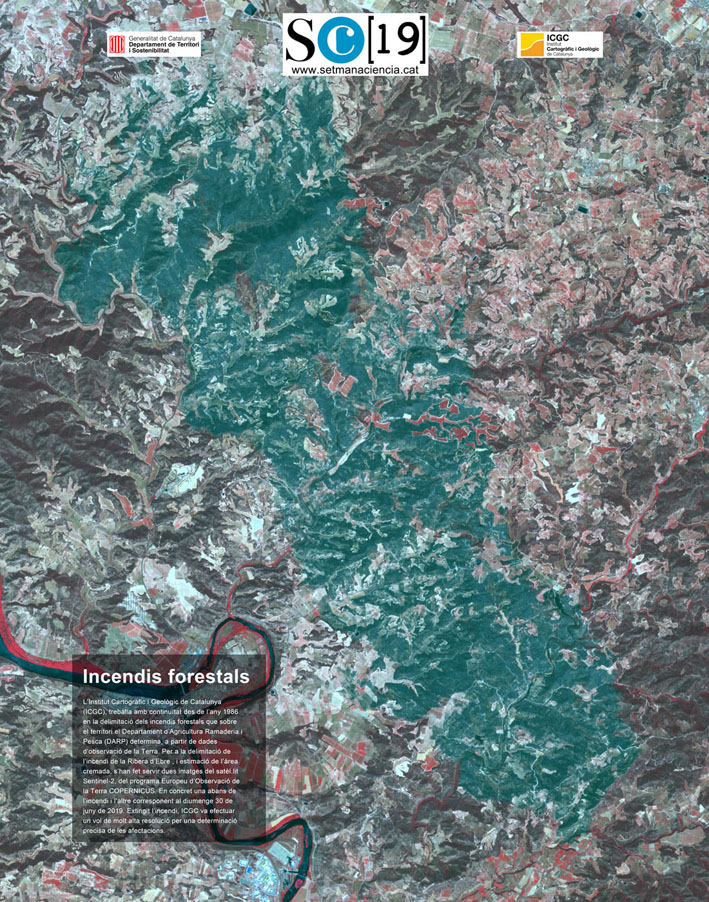 Generalitat de Catalunya
Departament de Territori
i Sostenibilitat
SC[19]
www.setmanaciencia.cat
ICGC
Institut
Cartogràfic i Geològic
de Catalunya
Incendis forestals
L'Institut Cartogràfic i Geològic de Catalunya
(ICGC), treballa amb continuïtat des de l'any 1986
en la delimitació dels incendis forestals que sobre
el territori el Departament d'Agricultura Ramaderia i
Pesca (DARP) determina, a partir de dades
d'observació de la Terra. Per a la delimitació de
l'incendi de la Ribera d'Ebre , i estimació de l'àrea
cremada, s'han fet servir dues imatges del satèl.lit
Sentinel-2, del programa Europeu d'Observació de
la Terra COPERNICUS. En concret una abans de
l'incendi i l'altre corresponent al diumenge 30 de
juny de 2019. Extingit l'incendi, ICGC va efectuar
un vol de molt alta resolució per una determinació
precisa de les afectacions.